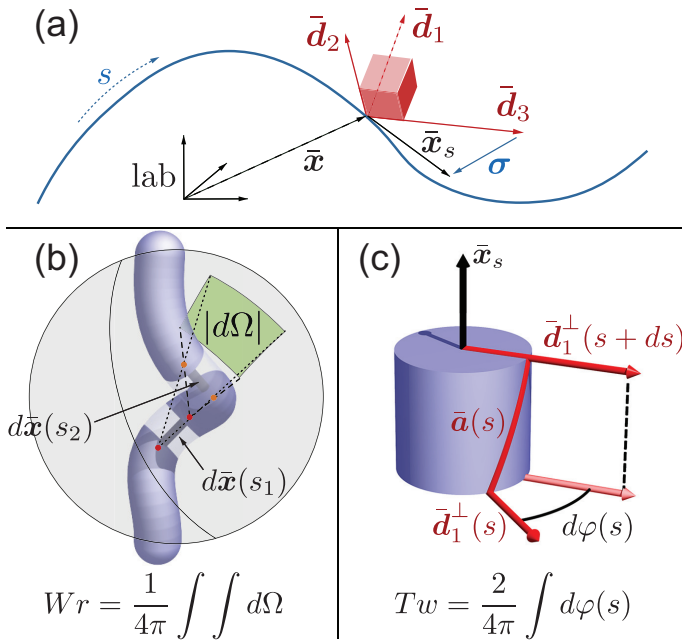 (a)
s
d̄₁
d̄₂
d̄₃
x̄ₛ
lab
x̄
σ
(b)
|dΩ|
dx̄(s₂)
dx̄(s₁)
Wr = 1/4π ∫ ∫ dΩ
(c)
x̄ₛ
d̄₁^⊥(s + ds)
ā(s)
d̄₁^⊥(s)
dφ(s)
Tw = 2/4π ∫ dφ(s)